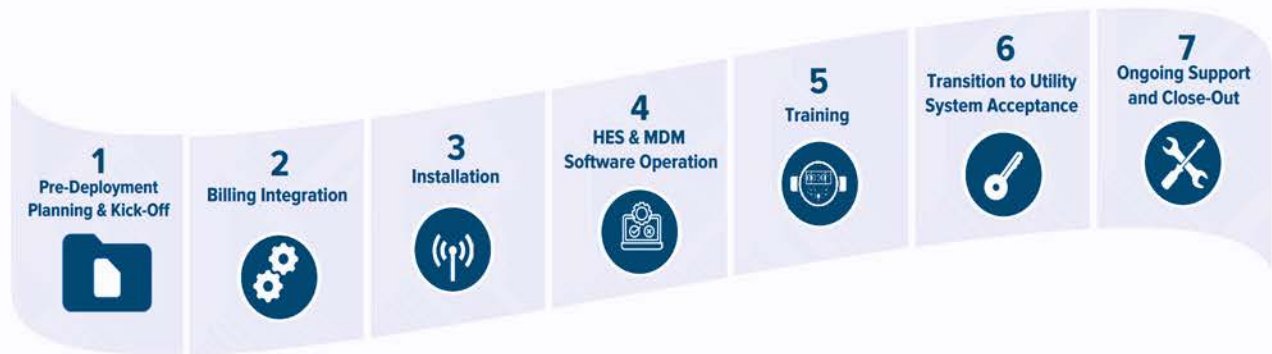 1
Pre-Deployment
Planning & Kick-Off
2
Billing Integration
3
Installation
4
HES & MDM
Software Operation
5
Training
6
Transition to Utility
System Acceptance
7
Ongoing Support
and Close-Out